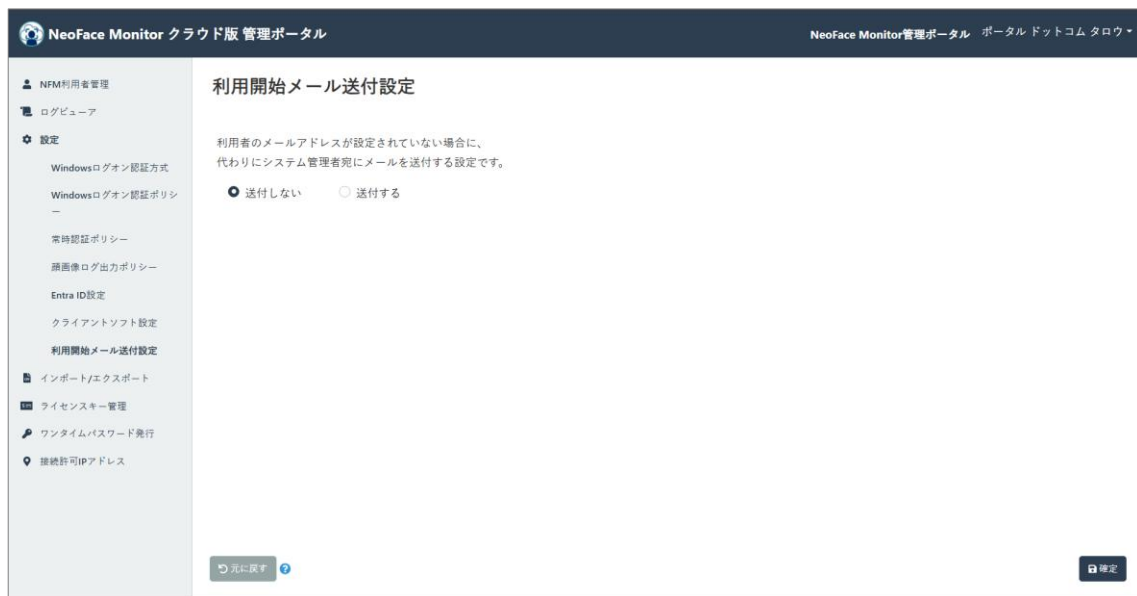 NeoFace Monitor クラウド版 管理ポータル
NeoFace Monitor管理ポータル ポータル ドットコム タロウ
NFM利用者管理
ログビューア
設定
Windowsログオン認証方式
Windowsログオン認証ポリシ
ー
常時認証ポリシー
顔画像ログ出力ポリシー
Entra ID設定
クライアントソフト設定
利用開始メール送付設定
インポート/エクスポート
ライセンスキー管理
ワンタイムパスワード発行
接続許可IPアドレス
利用開始メール送付設定
利用者のメールアドレスが設定されていない場合に、
代わりにシステム管理者宛にメールを送付する設定です。
送付しない 送付する
元に戻す ?
確定